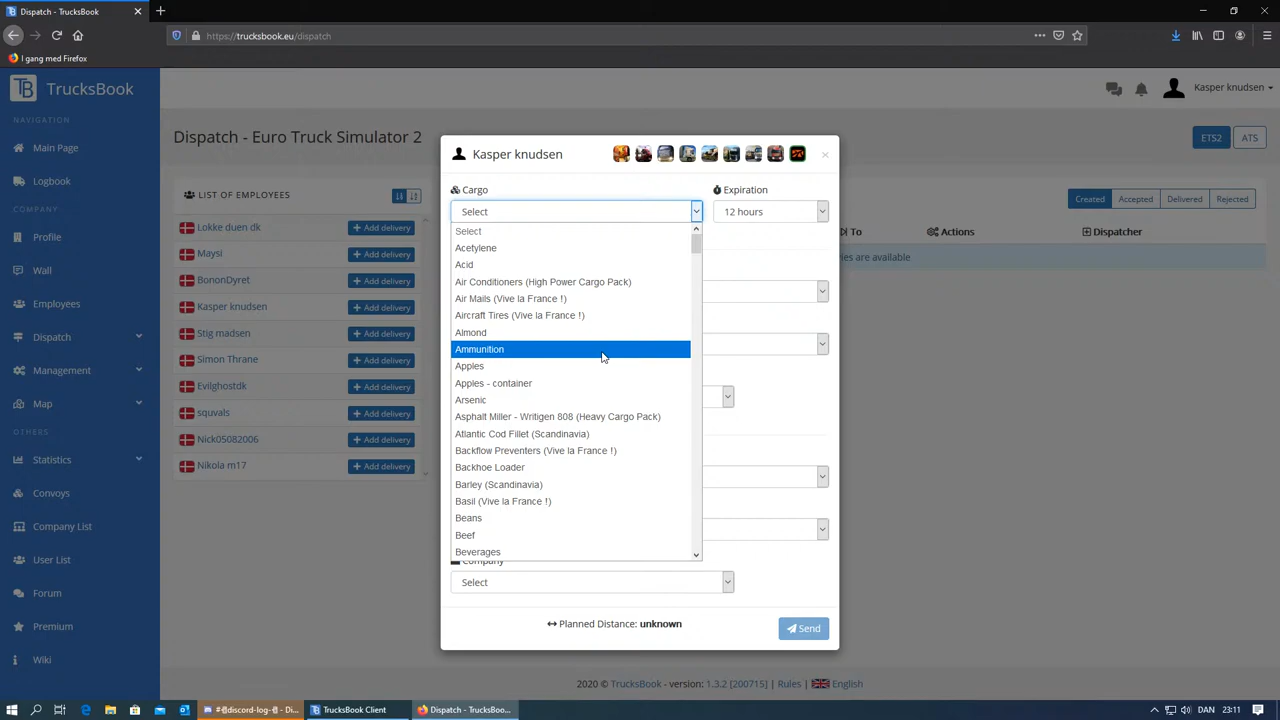 Dispatch - TrucksBook
https://trucksbook.eu/dispatch
I gang med Firefox
TB TrucksBook
Kasper knudsen
NAVIGATION
Main Page
Logbook
COMPANY
Profile
Wall
Employees
Dispatch
Management
Map
OTHERS
Statistics
Convoys
Company List
User List
Forum
Premium
Wiki
Dispatch - Euro Truck Simulator 2
ETS2
ATS
LIST OF EMPLOYEES
Lokke duen dk
Add delivery
Maysi
Add delivery
BononDyret
Add delivery
Kasper knudsen
Add delivery
Stig madsen
Add delivery
Simon Thrane
Add delivery
Evilghostdk
Add delivery
squvals
Add delivery
Nick05082006
Add delivery
Nikola m17
Add delivery
Kasper knudsen
Cargo
Expiration
Select
12 hours
Select
Acetylene
Acid
Air Conditioners (High Power Cargo Pack)
Air Mails (Vive la France !)
Aircraft Tires (Vive la France !)
Almond
Ammunition
Apples
Apples - container
Arsenic
Asphalt Miller - Writigen 808 (Heavy Cargo Pack)
Atlantic Cod Fillet (Scandinavia)
Backflow Preventers (Vive la France !)
Backhoe Loader
Barley (Scandinavia)
Basil (Vive la France !)
Beans
Beef
Beverages
Company
Select
Planned Distance: unknown
Send
Created
Accepted
Delivered
Rejected
To
Actions
Dispatcher
ies are available
2020 © TrucksBook - version: 1.3.2 [200715] | Rules | English
TrucksBook Client
Dispatch - TrucksBoo...
DAN
23:11